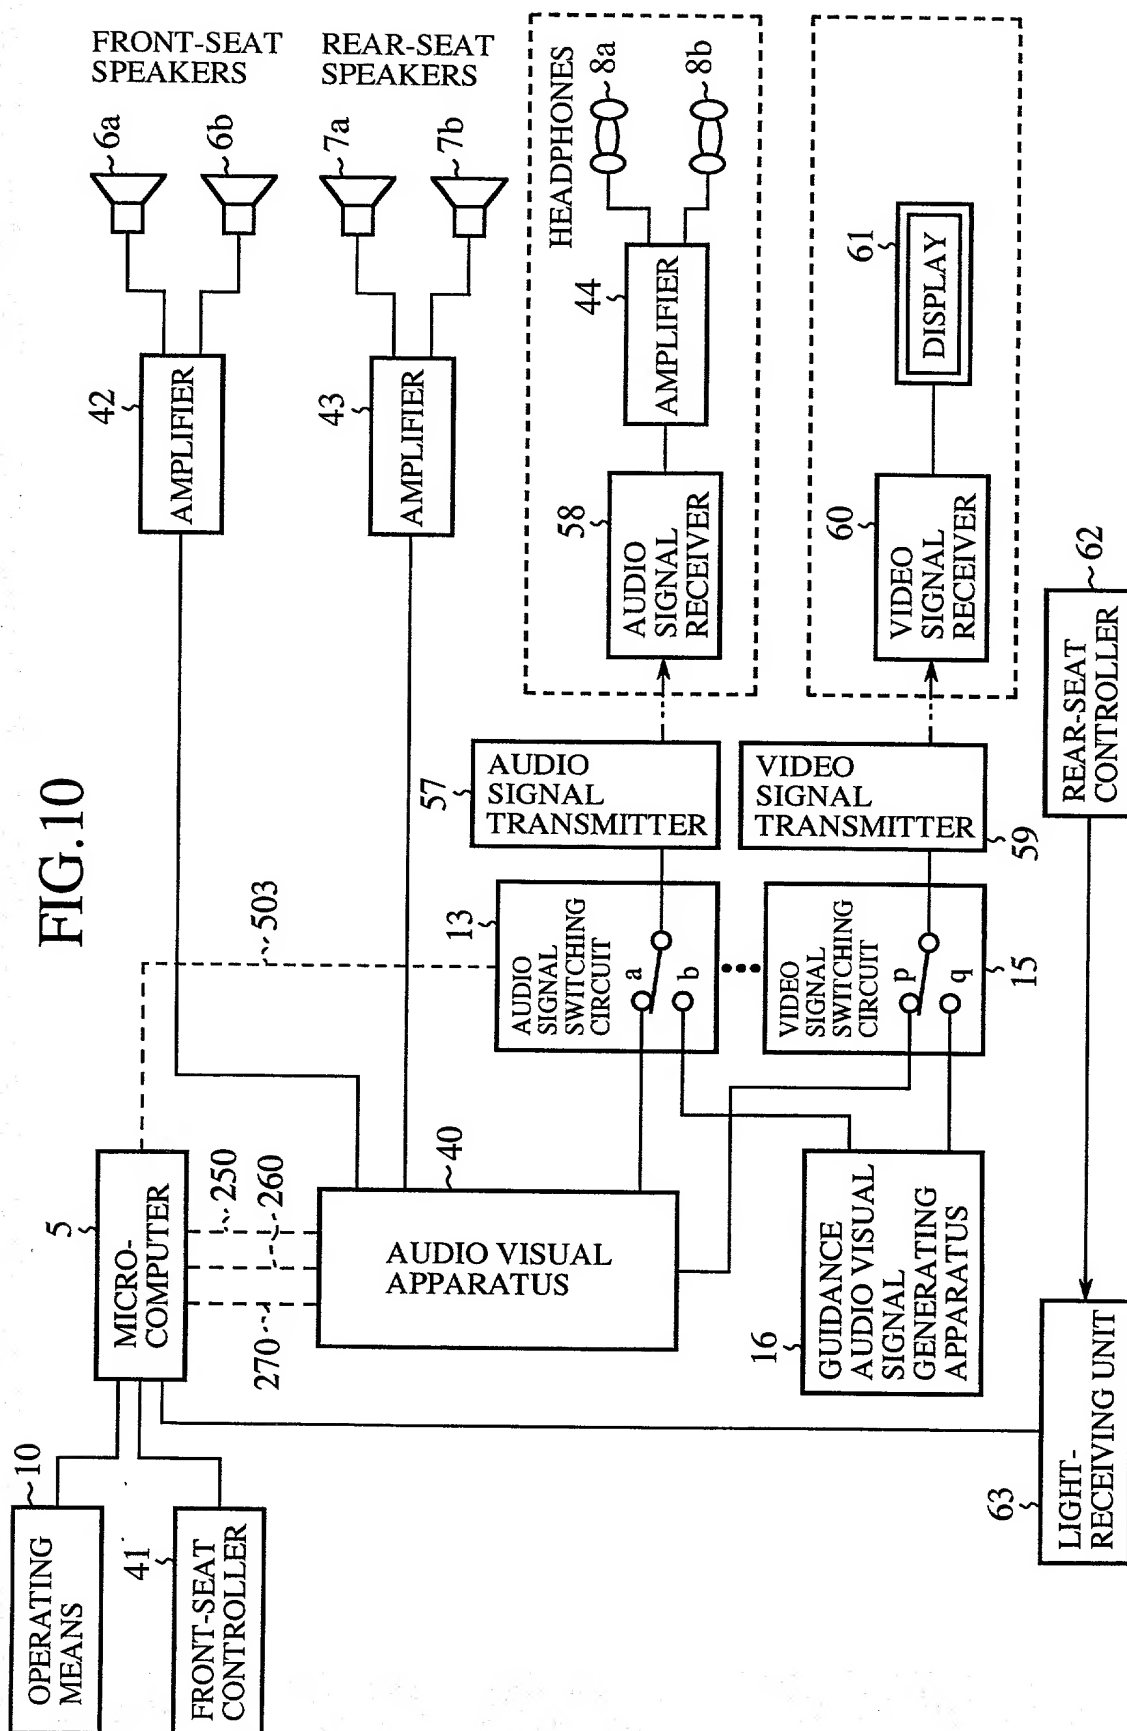 FIG.10
OPERATING
MEANS
10
FRONT-SEAT
CONTROLLER
41
MICRO-
COMPUTER
5
503
250
260
270
AUDIO VISUAL
APPARATUS
40
AMPLIFIER
42
AMPLIFIER
43
6a
6b
FRONT-SEAT
SPEAKERS
7a
7b
REAR-SEAT
SPEAKERS
AUDIO
SIGNAL
SWITCHING
CIRCUIT
13
a
b
VIDEO
SIGNAL
SWITCHING
CIRCUIT
15
p
q
GUIDANCE
AUDIO VISUAL
SIGNAL
GENERATING
APPARATUS
16
AUDIO
SIGNAL
TRANSMITTER
57
VIDEO
SIGNAL
TRANSMITTER
59
AUDIO
SIGNAL
RECEIVER
58
AMPLIFIER
44
HEADPHONES
8a
8b
VIDEO
SIGNAL
RECEIVER
60
DISPLAY
61
REAR-SEAT
CONTROLLER
62
LIGHT-
RECEIVING UNIT
63